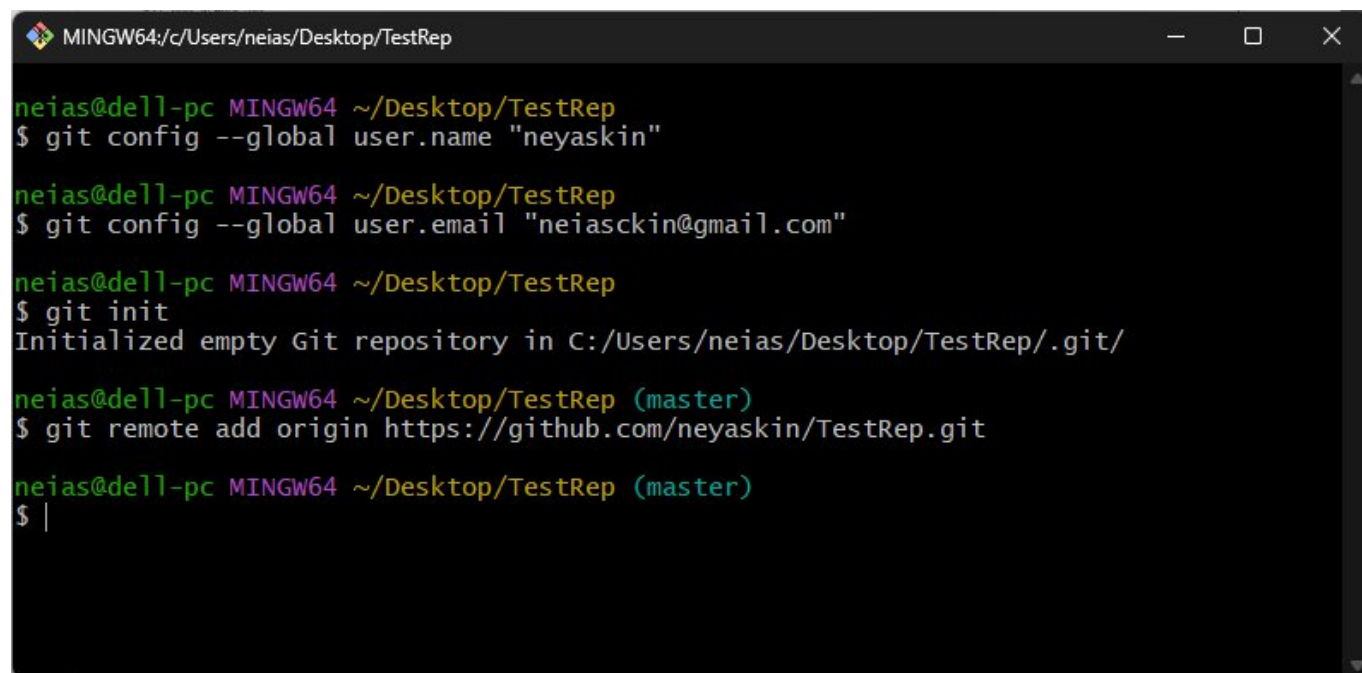 MINGW64:/c/Users/neias/Desktop/TestRep
neias@dell-pc MINGW64 ~/Desktop/TestRep
$ git config --global user.name "neyaskin"
neias@dell-pc MINGW64 ~/Desktop/TestRep
$ git config --global user.email "neiasckin@gmail.com"
neias@dell-pc MINGW64 ~/Desktop/TestRep
$ git init
Initialized empty Git repository in C:/Users/neias/Desktop/TestRep/.git/
neias@dell-pc MINGW64 ~/Desktop/TestRep (master)
$ git remote add origin https://github.com/neyaskin/TestRep.git
neias@dell-pc MINGW64 ~/Desktop/TestRep (master)
$